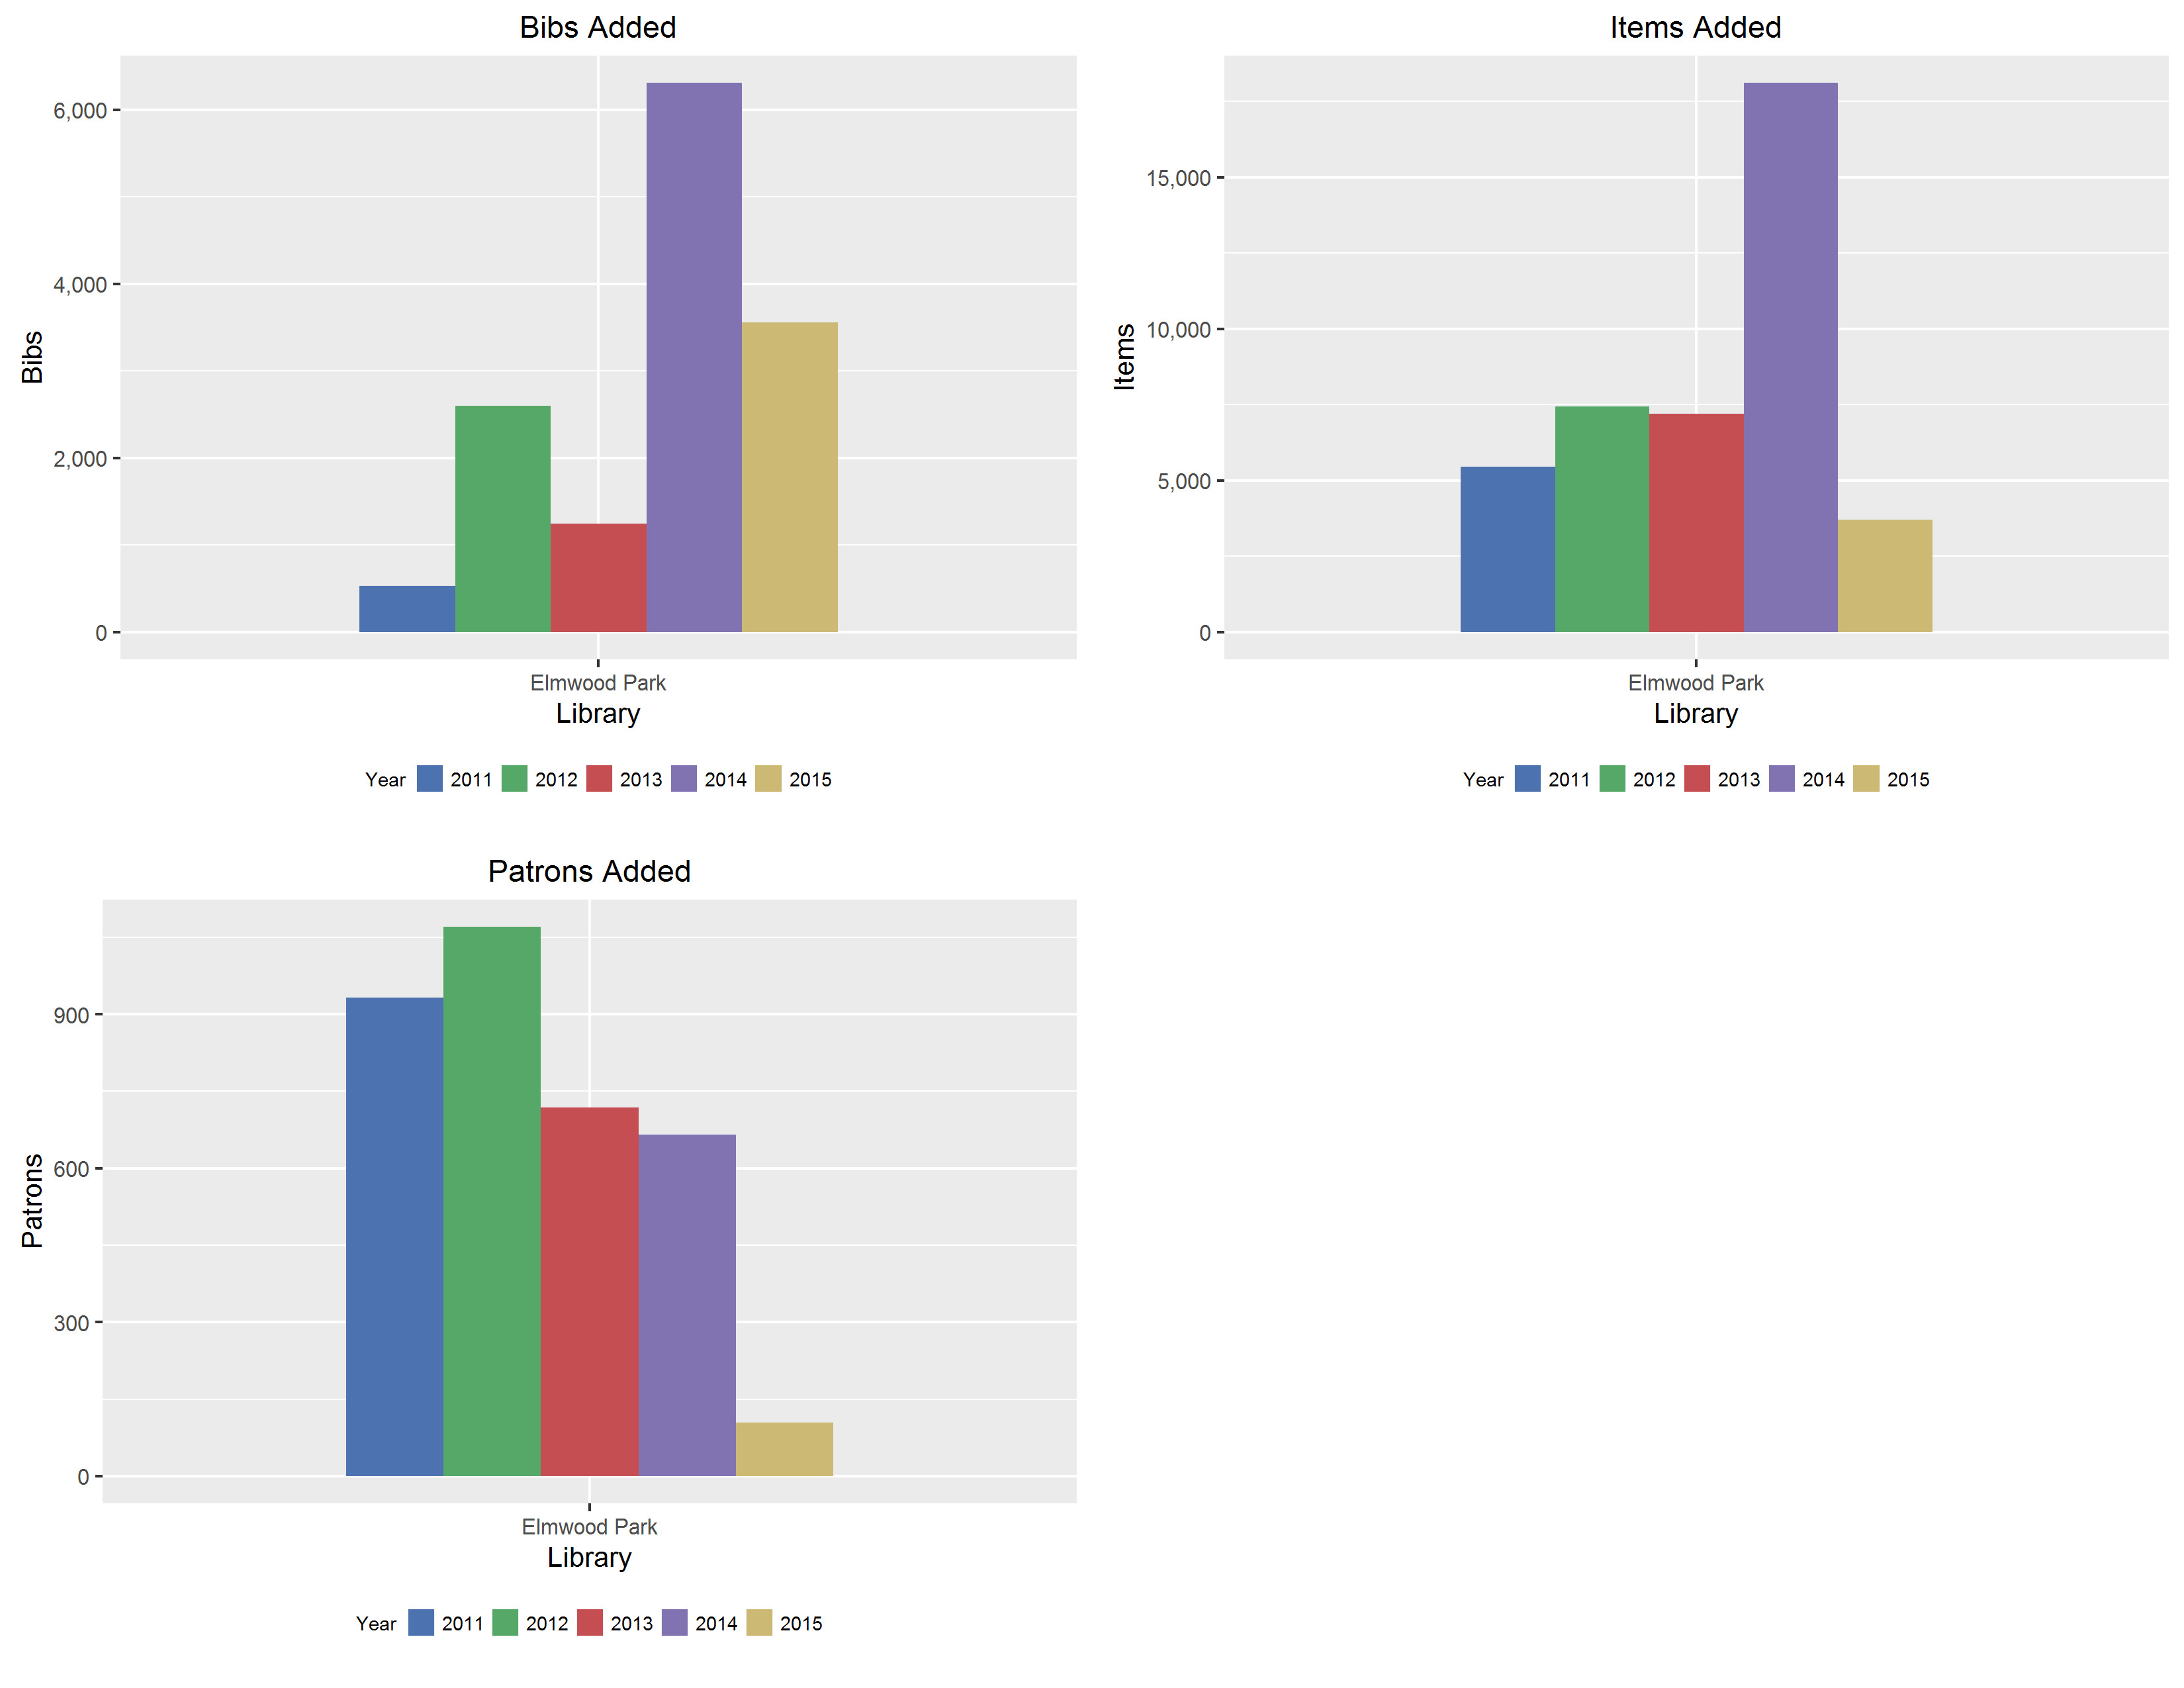 Bibs Added
6,000
4,000
2,000
0
Bibs
Elmwood Park
Library
Year 2011 2012 2013 2014 2015
Items Added
15,000
10,000
5,000
0
Items
Elmwood Park
Library
Year 2011 2012 2013 2014 2015
Patrons Added
900
600
300
0
Patrons
Elmwood Park
Library
Year 2011 2012 2013 2014 2015